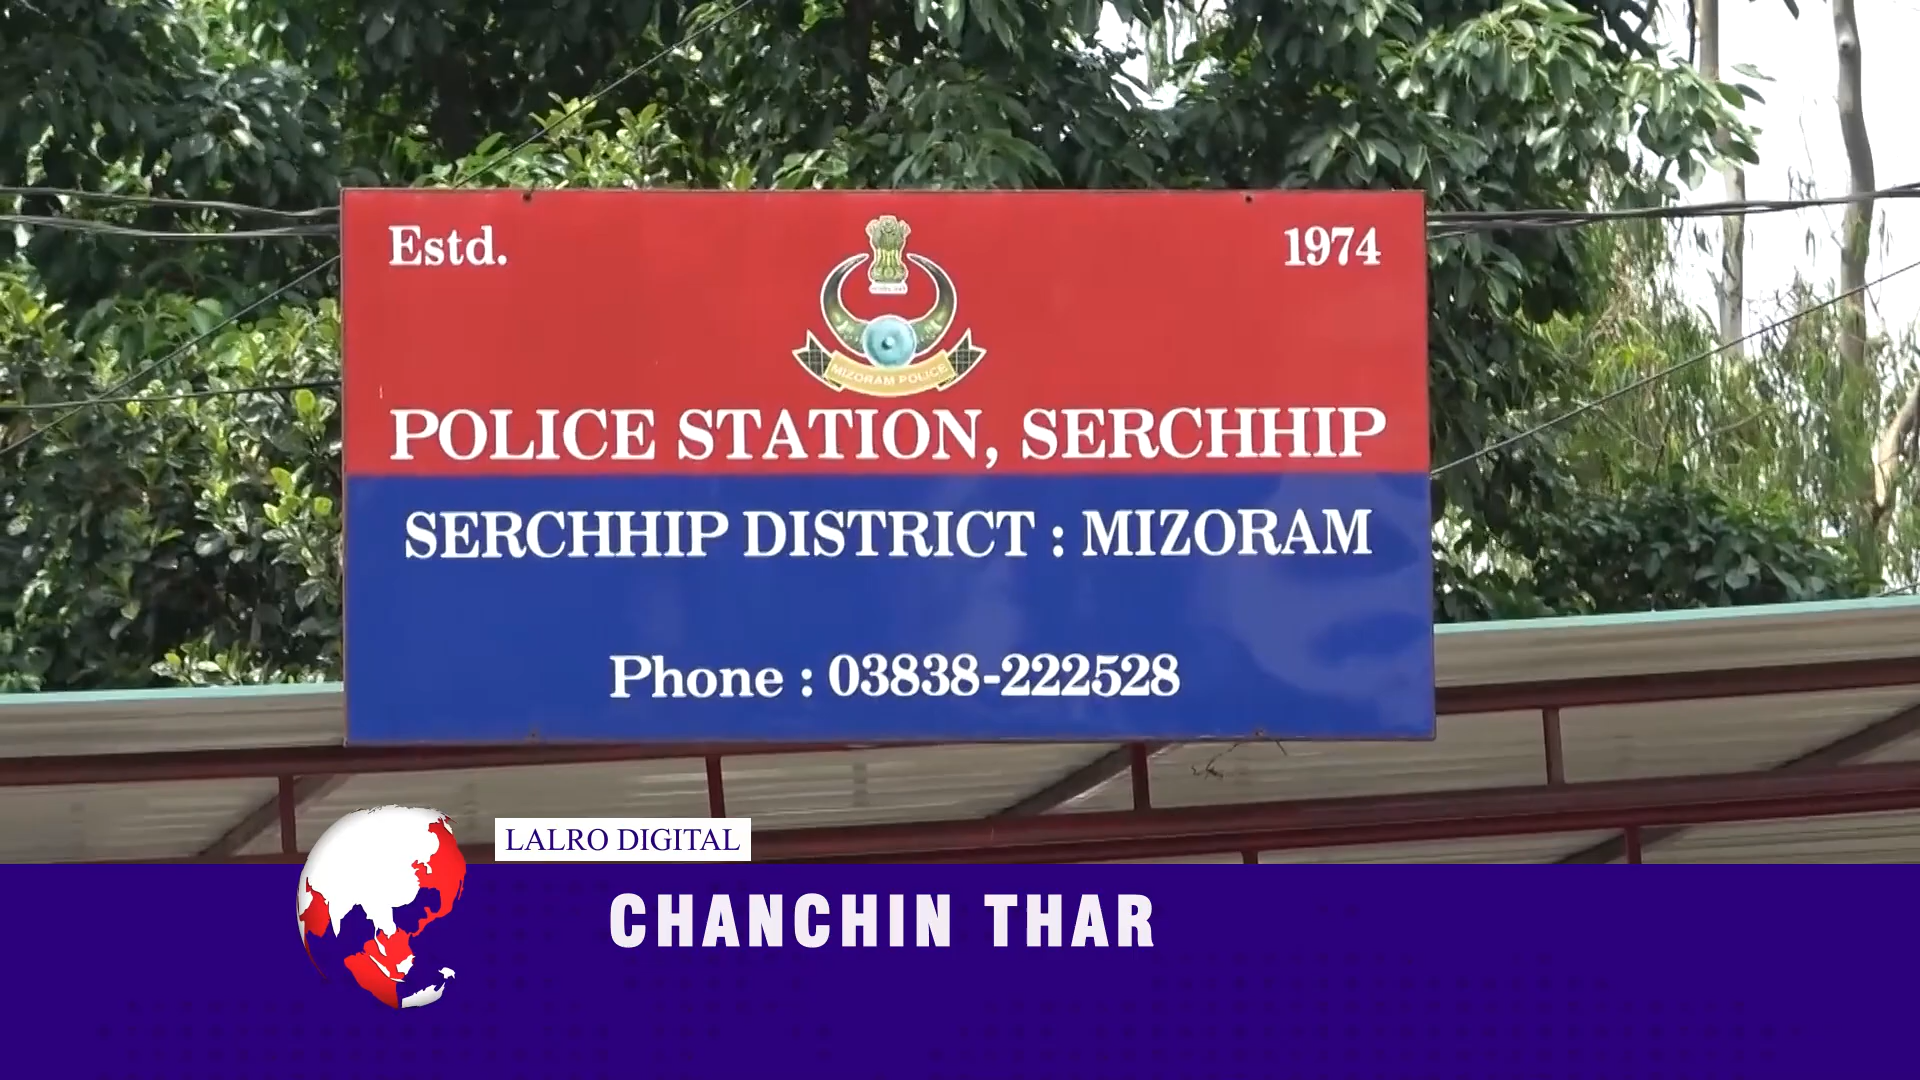 Estd. 1974
MIZORAM POLICE
POLICE STATION, SERCHHIP
SERCHHIP DISTRICT : MIZORAM
Phone : 03838-222528
LALRO DIGITAL
CHANCHIN THAR